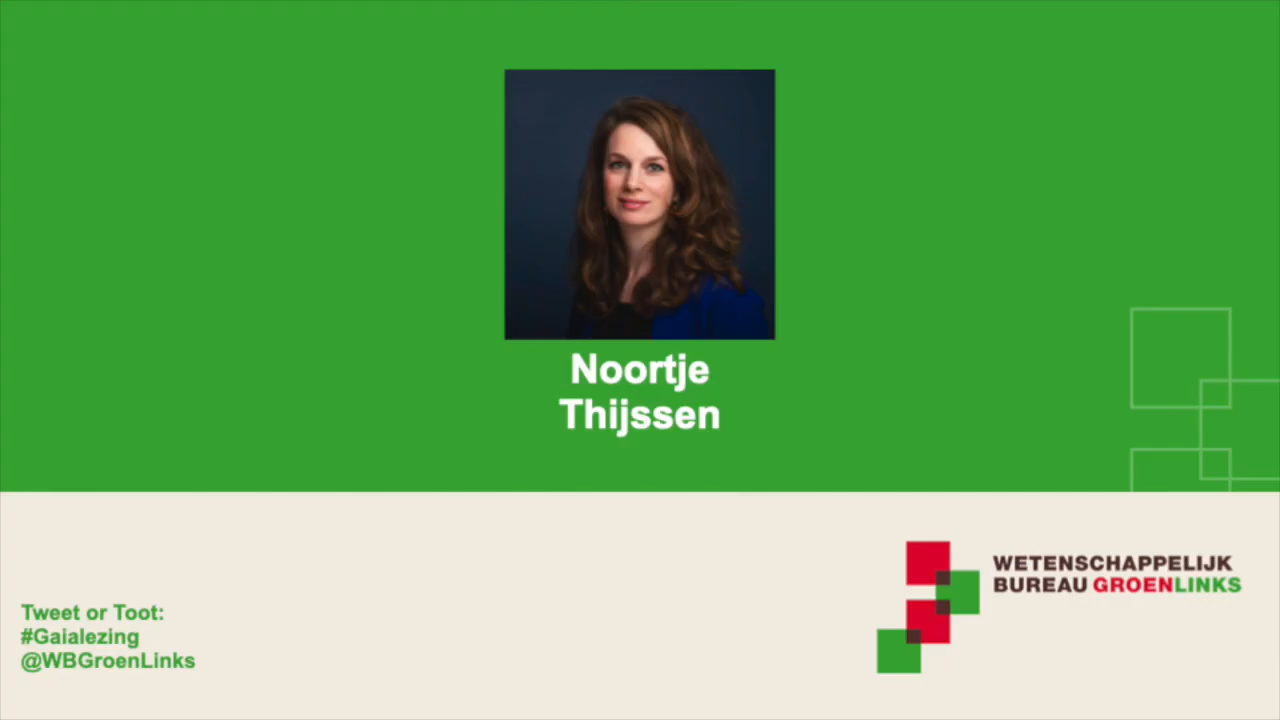 Noortje
Thijssen
WETENSCHAPPELIJK
BUREAU GROENLINKS
Tweet or Toot:
#Gaialezing
@WBGroenLinks